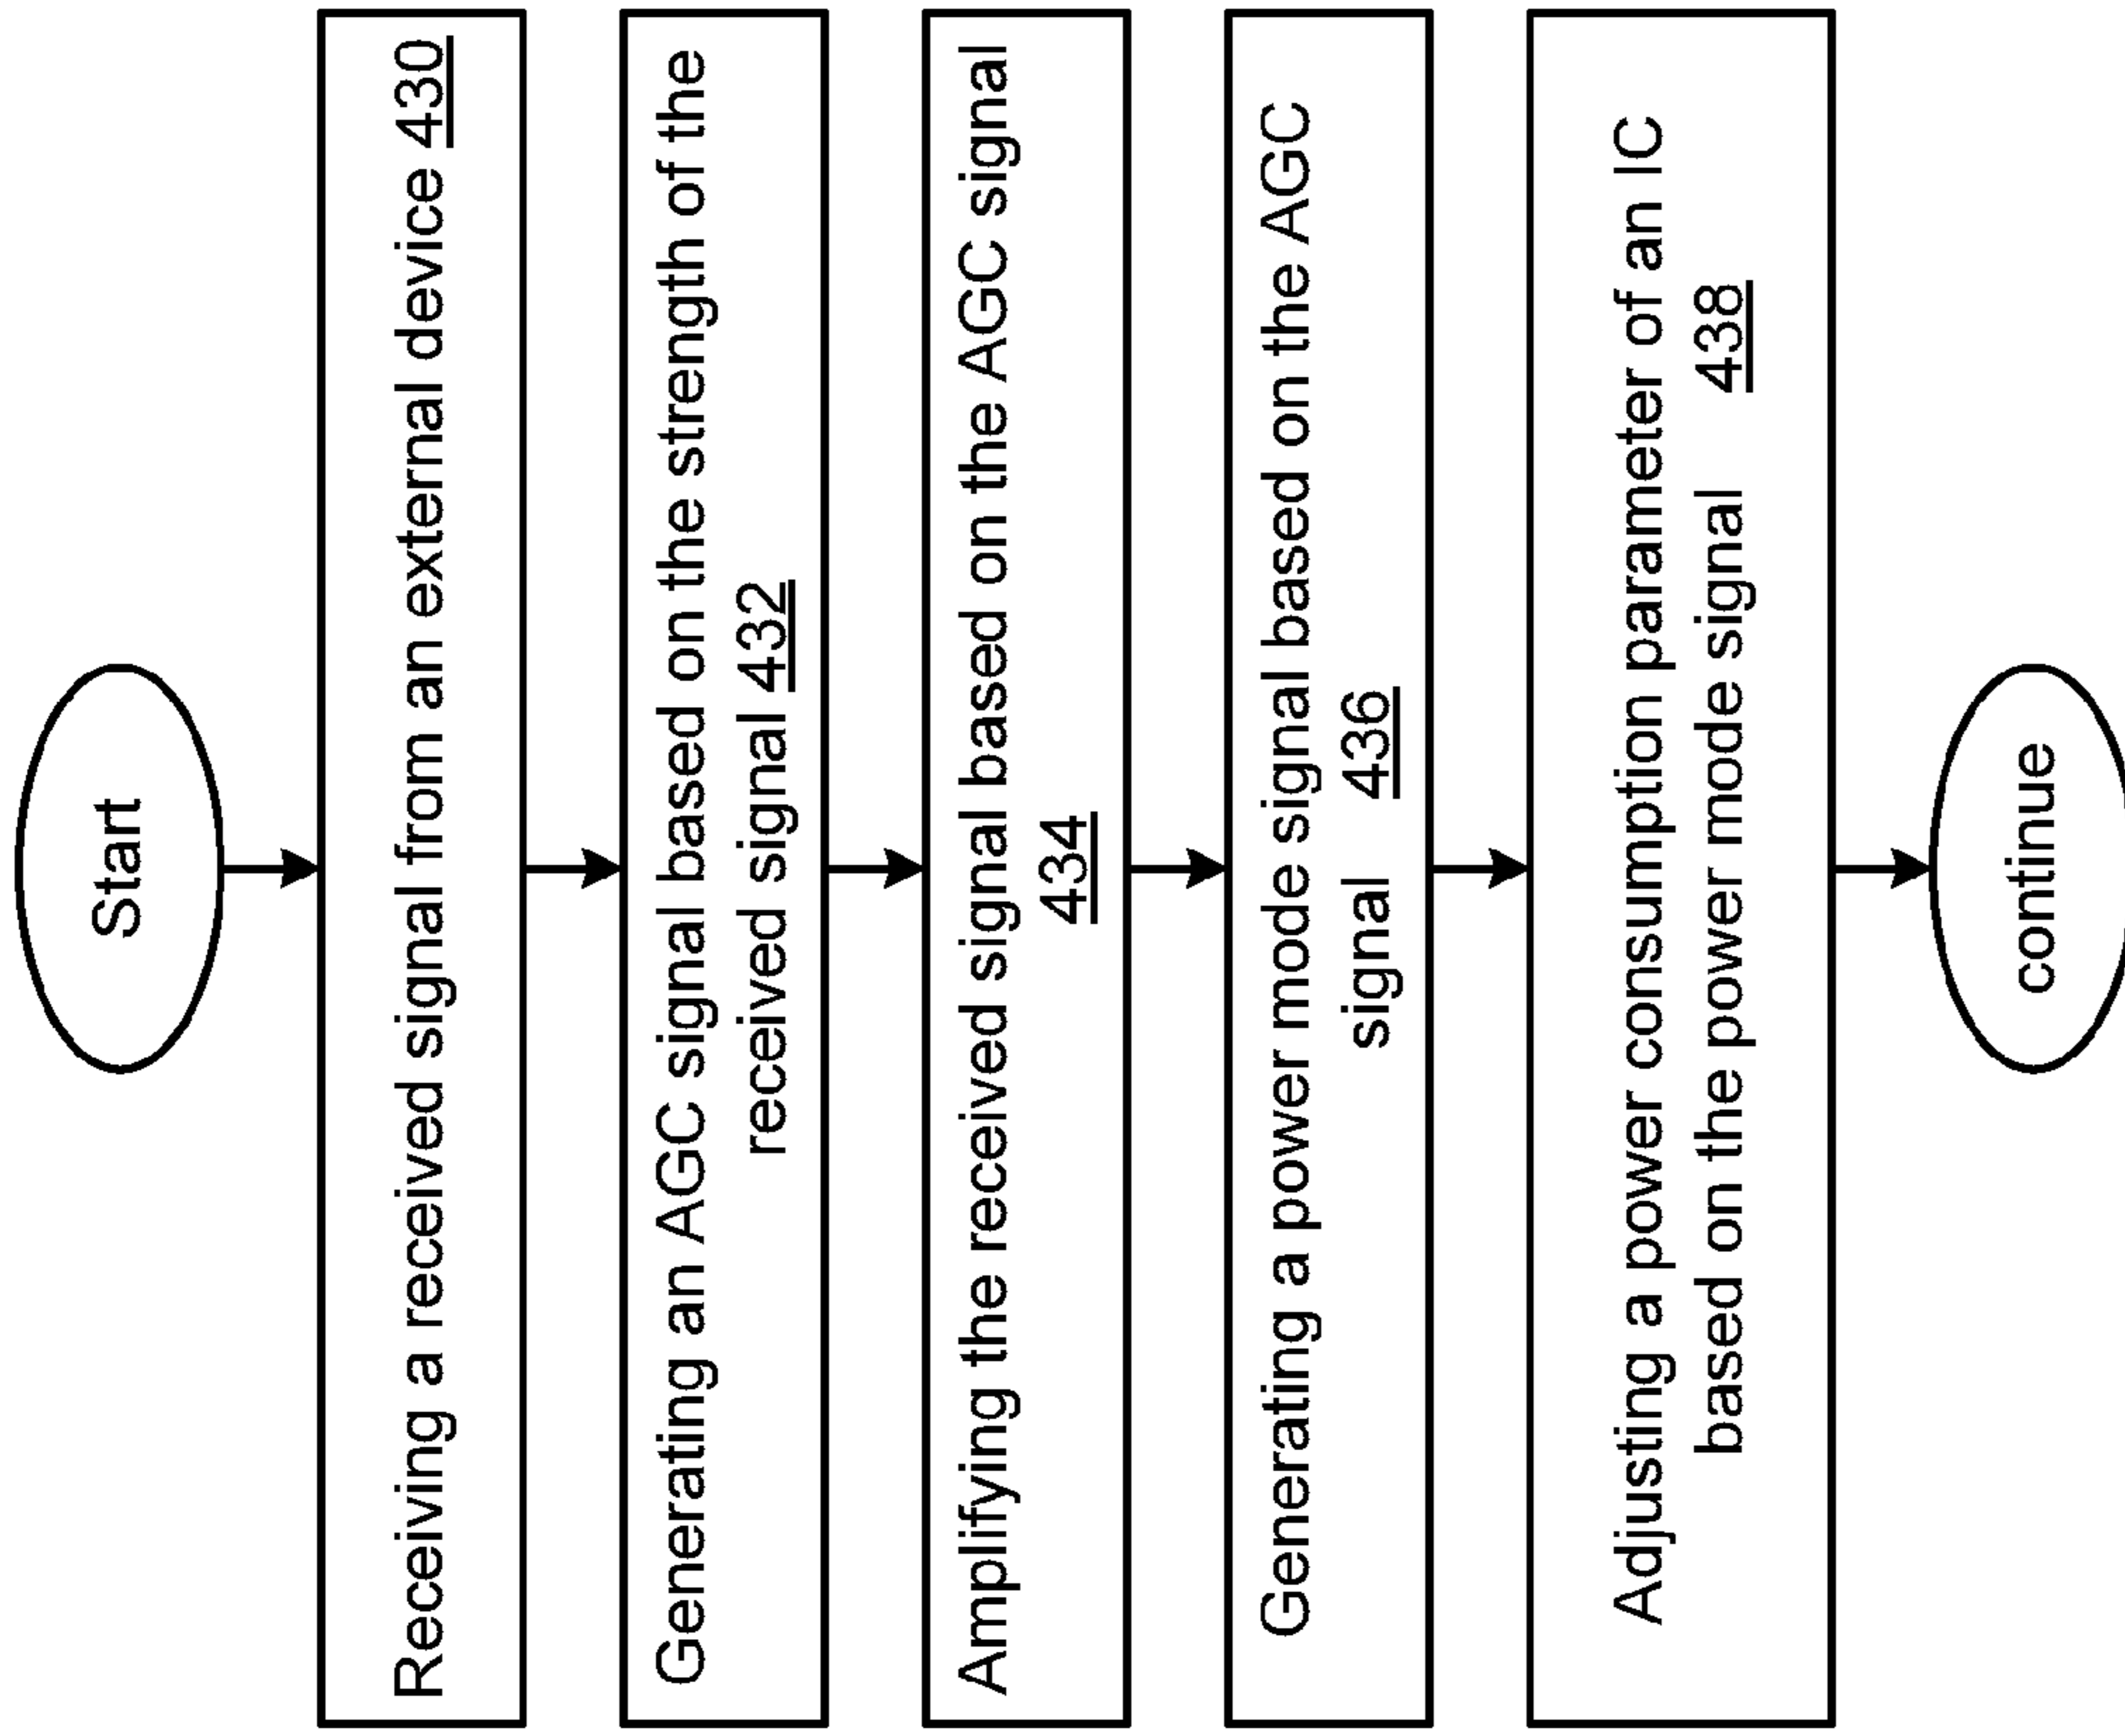 Start
Receiving a received signal from an external device 430
Generating an AGC signal based on the strength of the
received signal 432
Amplifying the received signal based on the AGC signal
434
Generating a power mode signal based on the AGC
signal 436
Adjusting a power consumption parameter of an IC
based on the power mode signal 438
continue